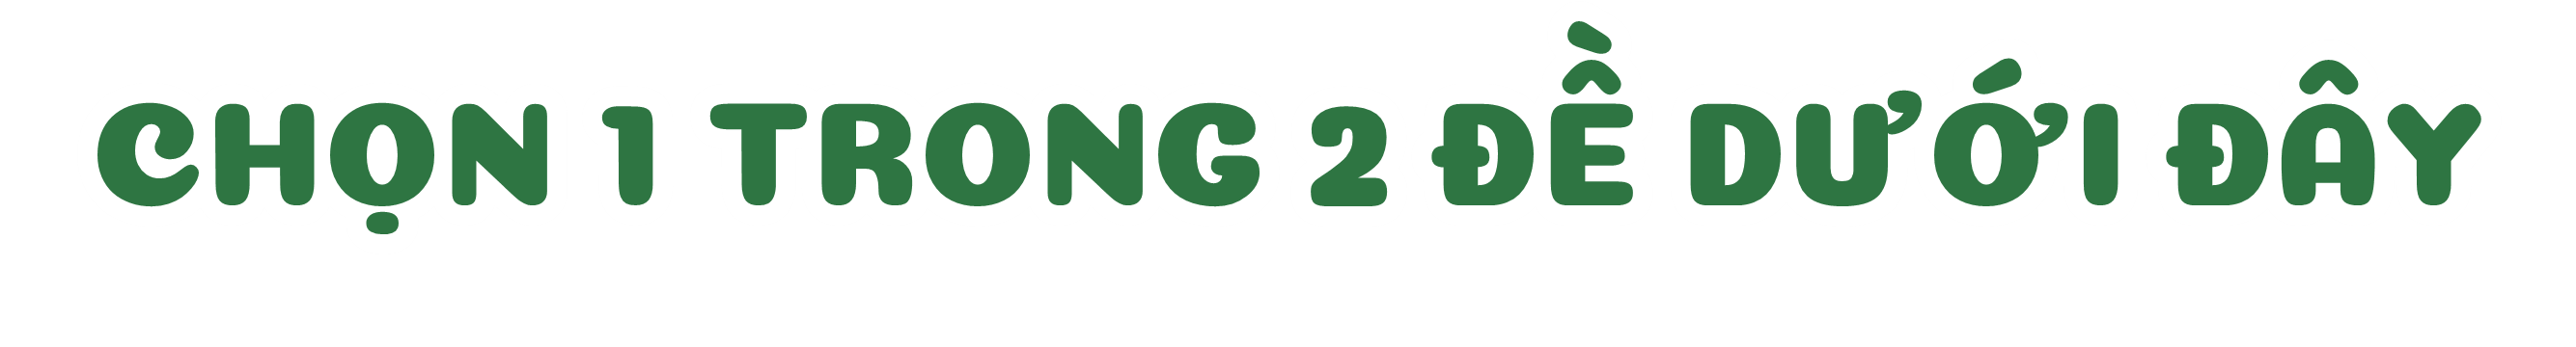 CHỌN 1 TRONG 2 ĐỀ DƯỚI ĐÂY